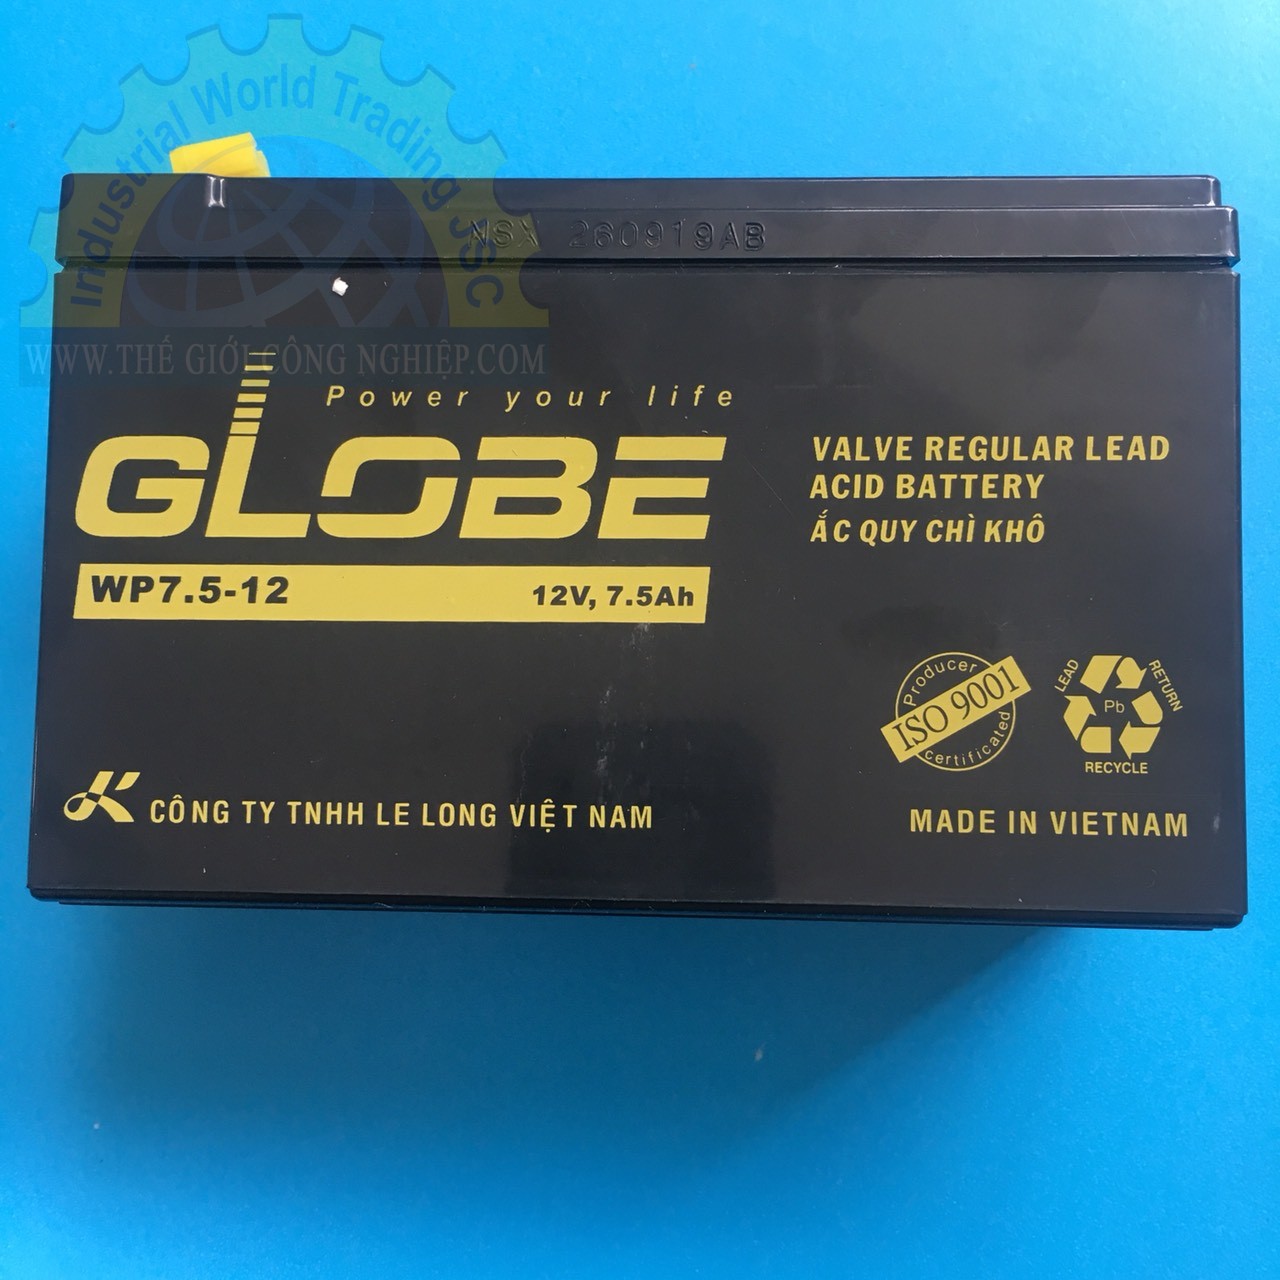 Industrial World Trading JSC
WWW.THẾ GIỚI CÔNG NGHIỆP.COM
NSX 260919AB
Power your life
GLOBE
WP7.5-12
12V, 7.5Ah
VALVE REGULAR LEAD
ACID BATTERY
ẮC QUY CHÌ KHÔ
Producer
ISO 9001
certificated
LEAD
RETURN
Pb
RECYCLE
CÔNG TY TNHH LE LONG VIỆT NAM
MADE IN VIETNAM